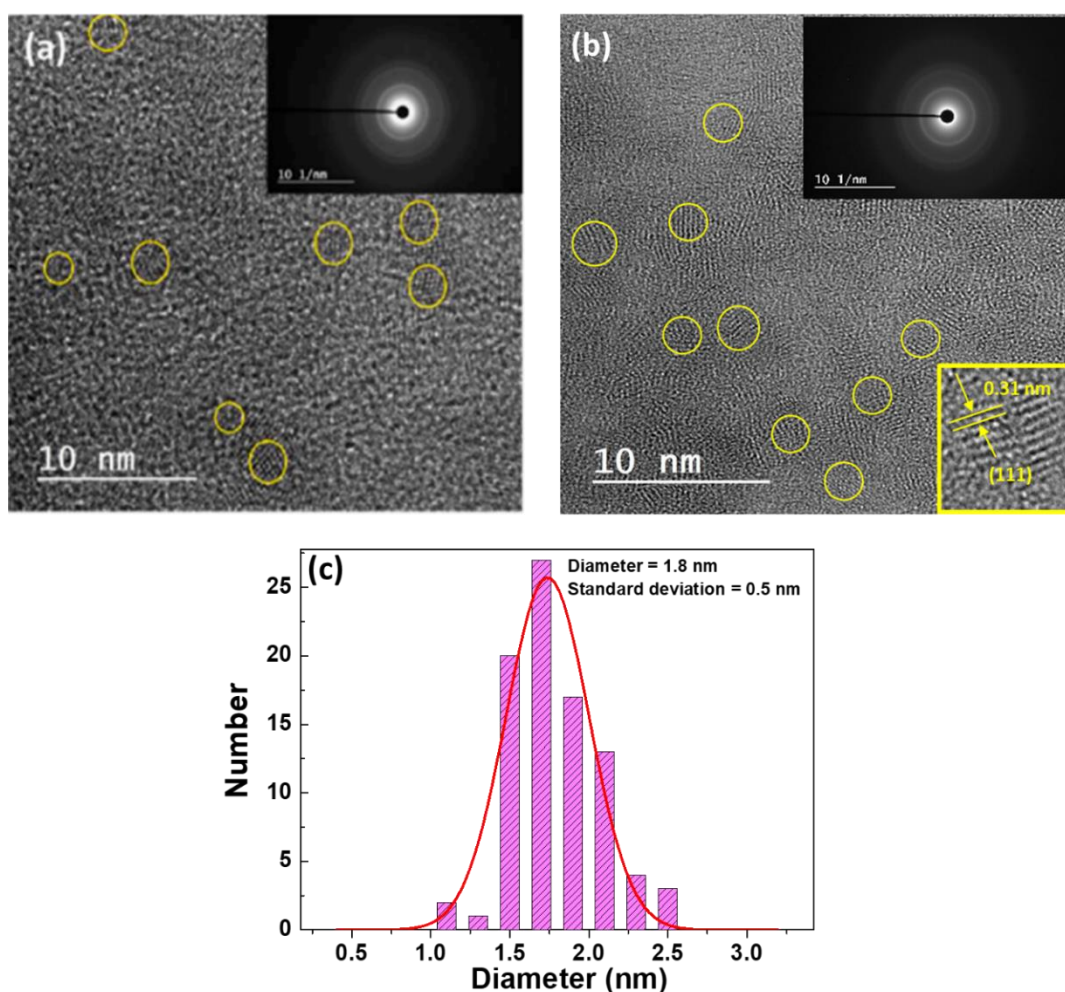 (a)
10 1/nm
10 nm
(b)
10 1/nm
10 nm
0.31 nm
(111)
(c)
Diameter = 1.8 nm
Standard deviation = 0.5 nm
25
20
15
10
5
0
Number
0.5 1.0 1.5 2.0 2.5 3.0
Diameter (nm)